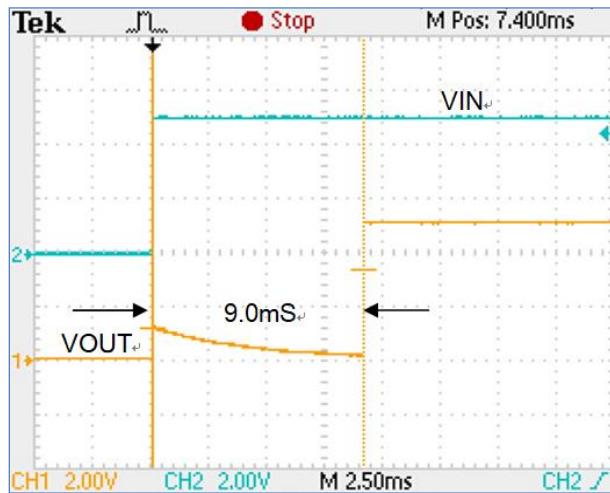 Tek Stop M Pos: 7.400ms
VIN
2
9.0mS
VOUT
1
CH1 2.00V CH2 2.00V M 2.50ms CH2